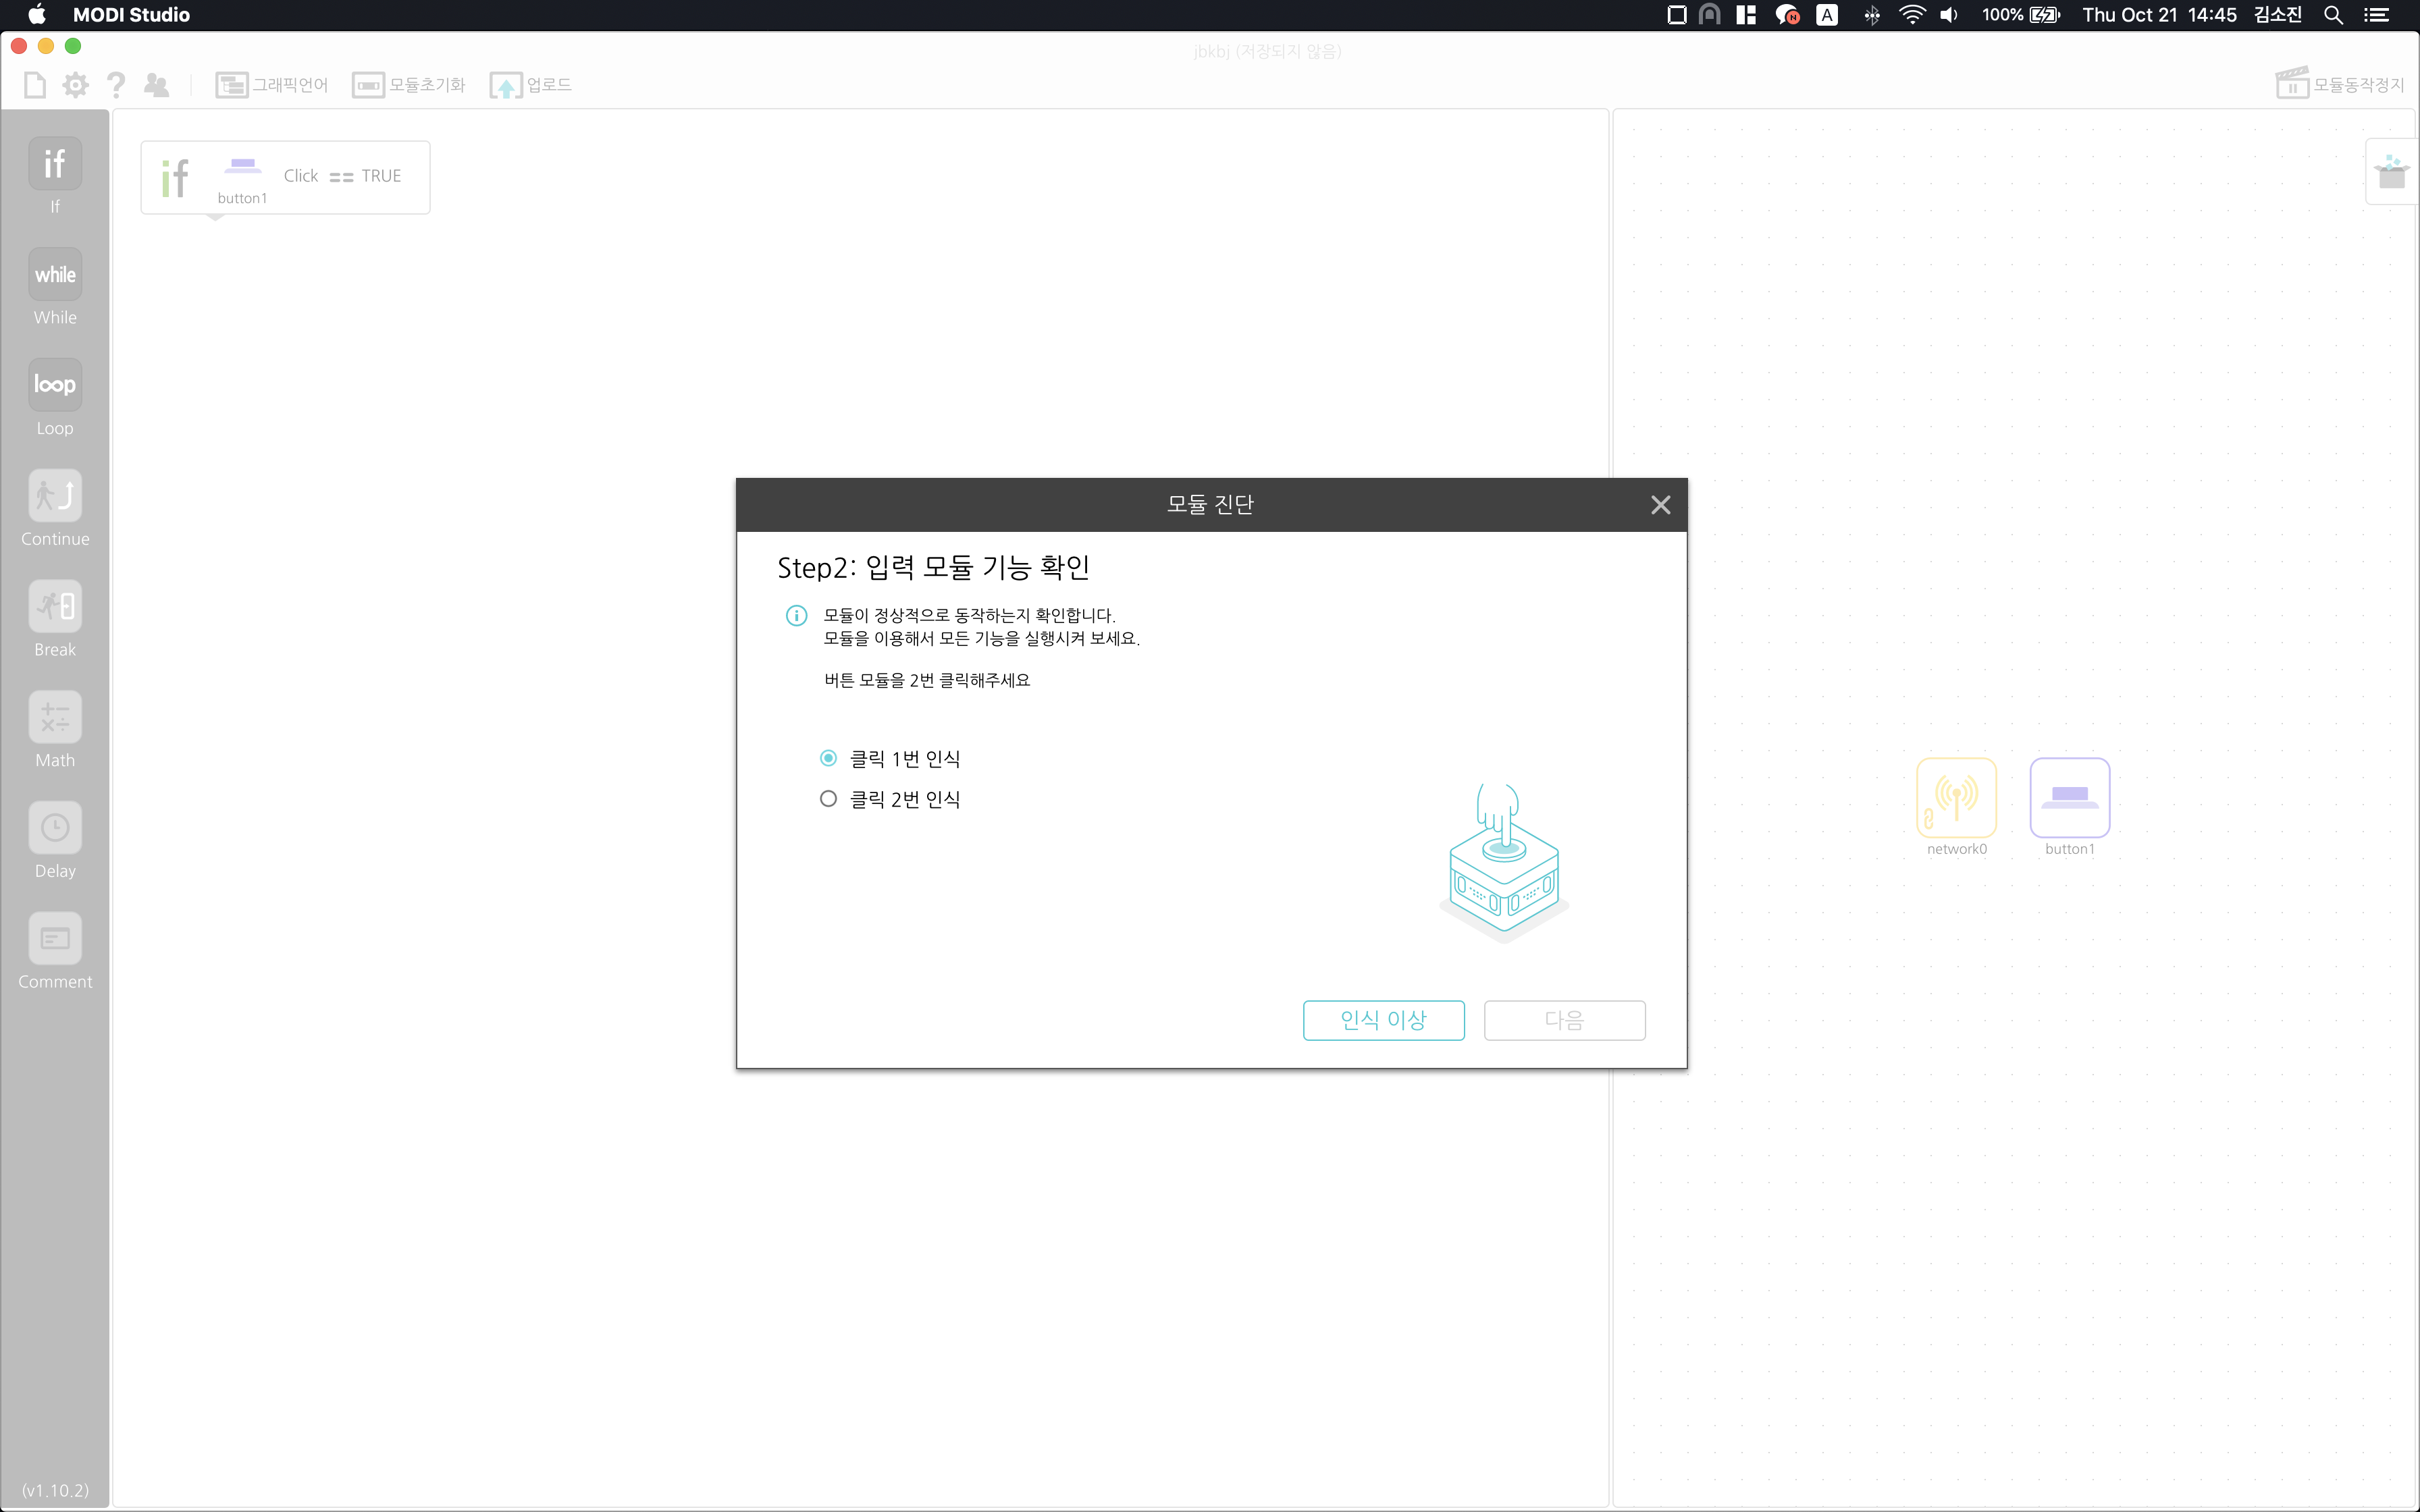 MODI Studio
A
100%
Thu Oct 21 14:45
김소진
jbkbj (저장되지 않음)
그래픽언어
모듈초기화
업로드
모듈동작정지
if
If
while
While
loop
Loop
Continue
Break
Math
Delay
Comment
(v1.10.2)
if
button1
Click == TRUE
모듈 진단
Step2: 입력 모듈 기능 확인
모듈이 정상적으로 동작하는지 확인합니다.
모듈을 이용해서 모든 기능을 실행시켜 보세요.
버튼 모듈을 2번 클릭해주세요
클릭 1번 인식
클릭 2번 인식
인식 이상
다음
network0
button1